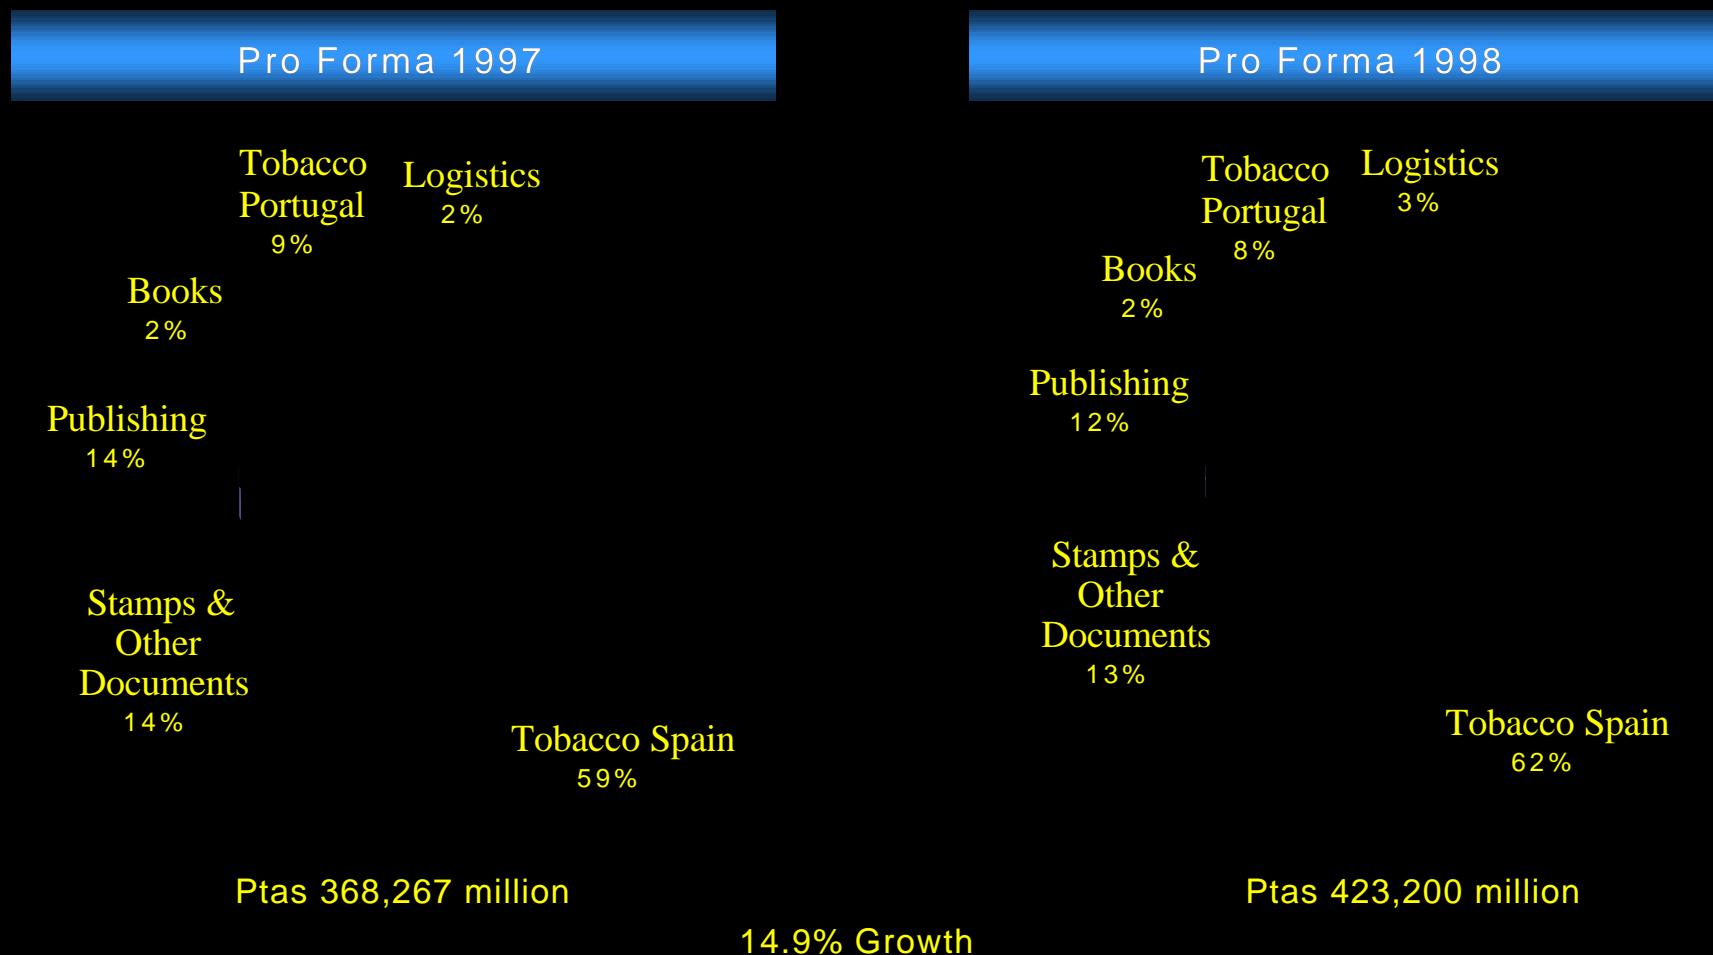 Pro Forma 1997
Tobacco
Portugal
9%
Logistics
2%
Books
2%
Publishing
14%
Stamps &
Other
Documents
14%
Tobacco Spain
59%
Ptas 368,267 million
Pro Forma 1998
Tobacco
Portugal
8%
Logistics
3%
Books
2%
Publishing
12%
Stamps &
Other
Documents
13%
Tobacco Spain
62%
Ptas 423,200 million
14.9% Growth